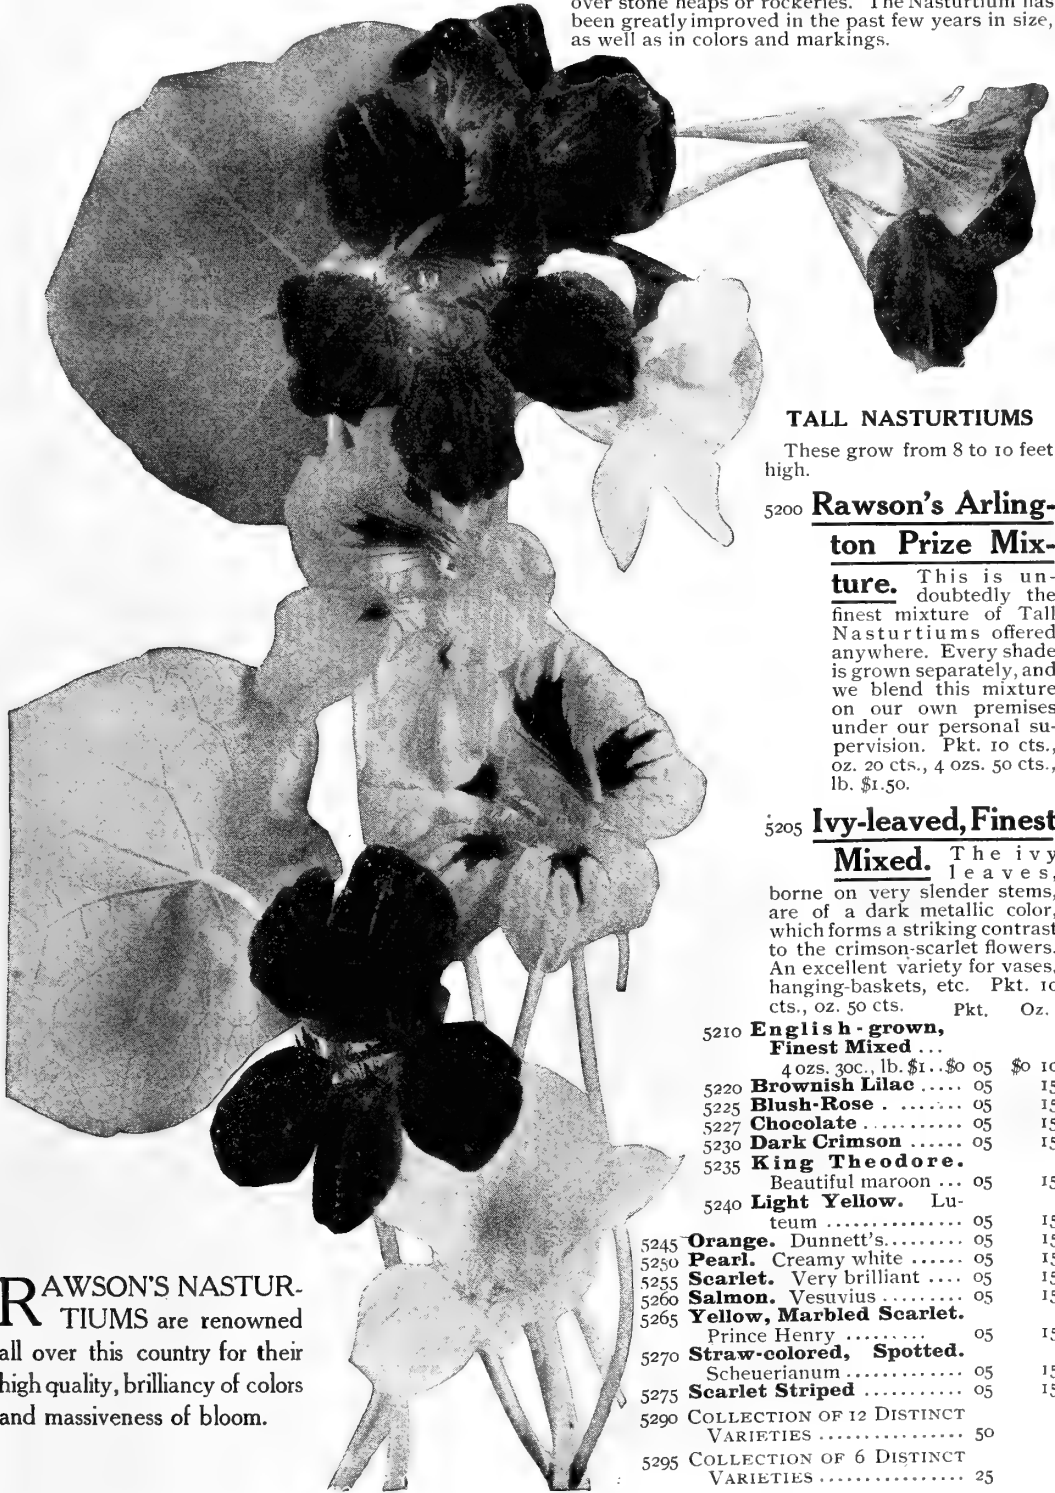 over stone heaps or rockeries. The Nasturtium has
been greatly improved in the past few years in size,
as well as in colors and markings.
TALL NASTURTIUMS
These grow from 8 to 10 feet
high.
5200 Rawson's Arling-
ton Prize Mix-
ture. This is un-
doubtedly the
finest mixture of Tall
Nasturtiums offered
anywhere. Every shade
is grown separately, and
we blend this mixture
on our own premises
under our personal su-
pervision. Pkt. 10 cts.,
oz. 20 cts., 4 ozs. 50 cts.,
lb. $1.50.
5205 Ivy-leaved, Finest
Mixed. The ivy
leaves,
borne on very slender stems,
are of a dark metallic color,
which forms a striking contrast
to the crimson-scarlet flowers.
An excellent variety for vases,
hanging-baskets, etc. Pkt. 10
cts., oz. 50 cts. Pkt. Oz.
5210 English-grown,
Finest Mixed ...
4 ozs. 30c., lb. $1..$0 05 $0 10
5220 Brownish Lilac ..... 05 15
5225 Blush-Rose . ....... 05 15
5227 Chocolate ........... 05 15
5230 Dark Crimson ...... 05 15
5235 King Theodore.
Beautiful maroon ... 05 15
5240 Light Yellow. Lu-
teum ............... 05 15
5245 Orange. Dunnett's........ 05 15
5250 Pearl. Creamy white ...... 05 15
5255 Scarlet. Very brilliant .... 05 15
5260 Salmon. Vesuvius ......... 05 15
5265 Yellow, Marbled Scarlet.
Prince Henry ......... 05 15
5270 Straw-colored, Spotted.
Scheuerianum ............ 05 15
5275 Scarlet Striped .......... 05 15
5290 COLLECTION OF 12 DISTINCT
VARIETIES ............... 50
5295 COLLECTION OF 6 DISTINCT
VARIETIES ............... 25
RAWSON'S NASTUR-
TIUMS are renowned
all over this country for their
high quality, brilliancy of colors
and massiveness of bloom.